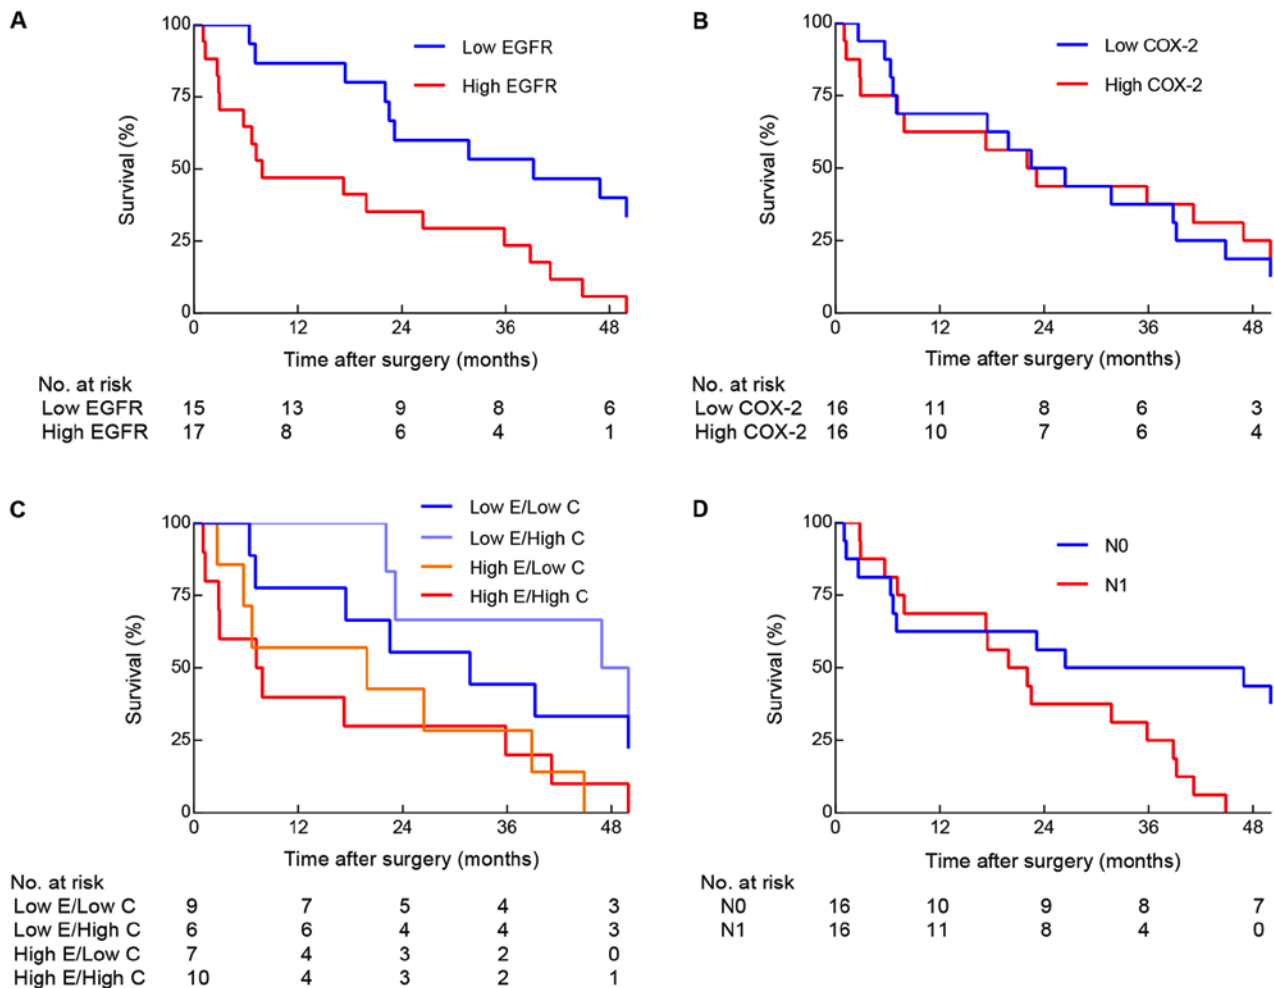 A
100
75
50
25
0
Survival (%)
Low EGFR
High EGFR
0 12 24 36 48
Time after surgery (months)
No. at risk
Low EGFR 15 13 9 8 6
High EGFR 17 8 6 4 1
B
100
75
50
25
0
Survival (%)
Low COX-2
High COX-2
0 12 24 36 48
Time after surgery (months)
No. at risk
Low COX-2 16 11 8 6 3
High COX-2 16 10 7 6 4
C
100
75
50
25
0
Survival (%)
Low E/Low C
Low E/High C
High E/Low C
High E/High C
0 12 24 36 48
Time after surgery (months)
No. at risk
Low E/Low C 9 7 5 4 3
Low E/High C 6 6 4 4 3
High E/Low C 7 4 3 2 0
High E/High C 10 4 3 2 1
D
100
75
50
25
0
Survival (%)
N0
N1
0 12 24 36 48
Time after surgery (months)
No. at risk
N0 16 10 9 8 7
N1 16 11 8 4 0